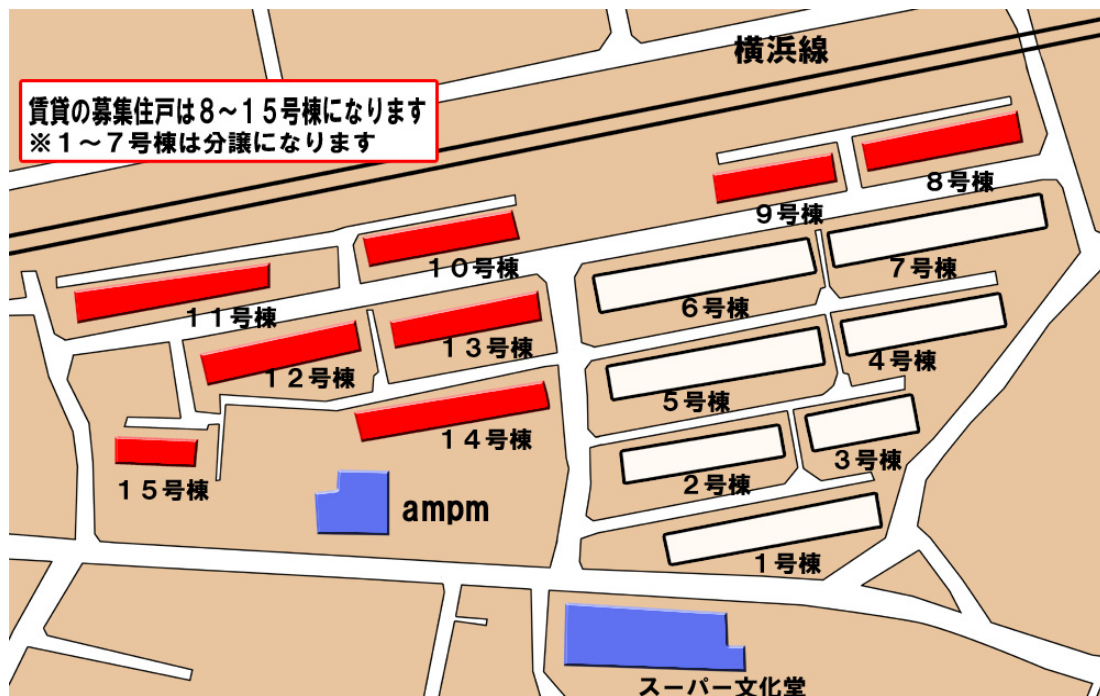 横浜線
賃貸の募集住戸は８～１５号棟になります
※１～７号棟は分譲になります
８号棟
９号棟
７号棟
１０号棟
６号棟
１１号棟
１３号棟
４号棟
１２号棟
５号棟
１４号棟
３号棟
１５号棟
２号棟
ampm
１号棟
スーパー文化堂